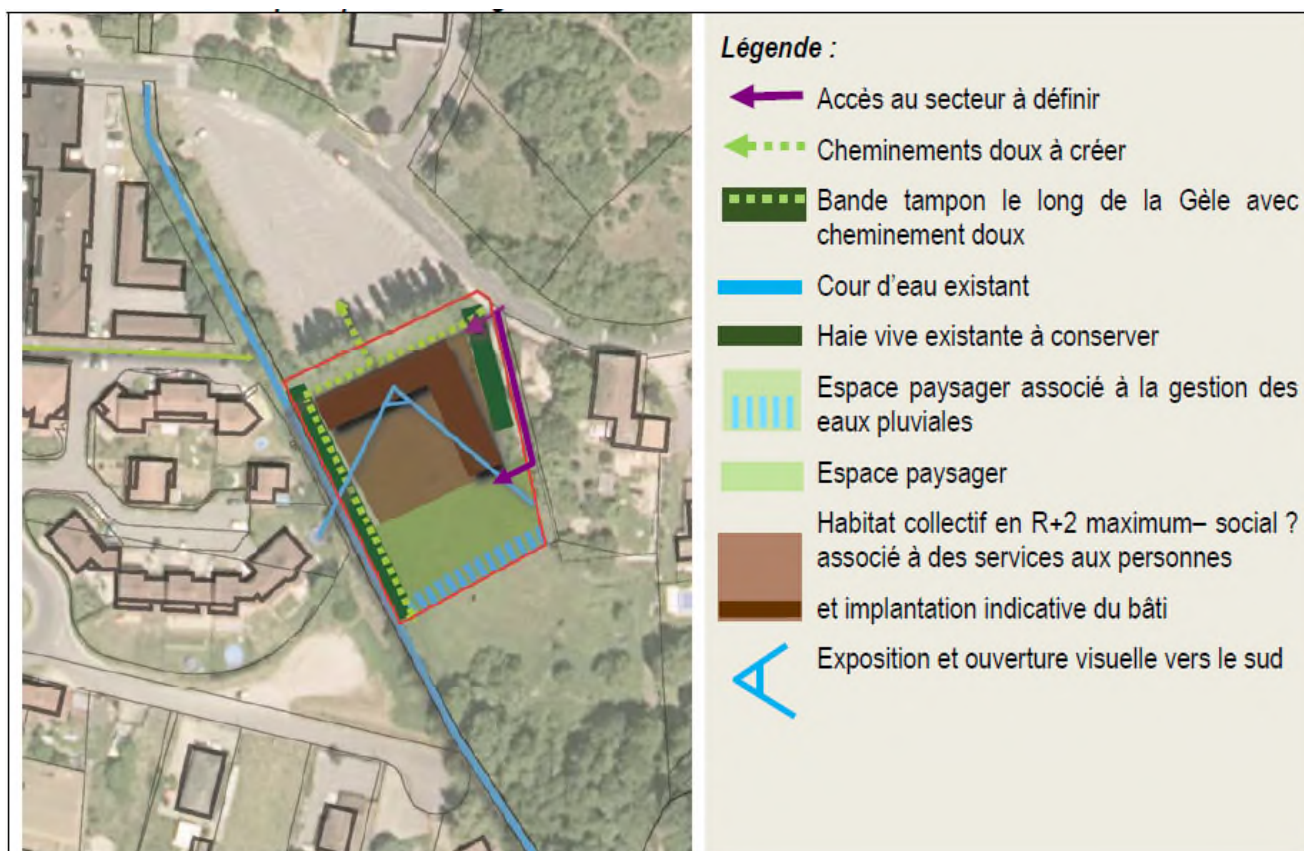 Légende :
Accès au secteur à définir
Cheminements doux à créer
Bande tampon le long de la Gèle avec
cheminement doux
Cour d'eau existant
Haie vive existante à conserver
Espace paysager associé à la gestion des
eaux pluviales
Espace paysager
Habitat collectif en R+2 maximum– social ?
associé à des services aux personnes
et implantation indicative du bâti
Exposition et ouverture visuelle vers le sud